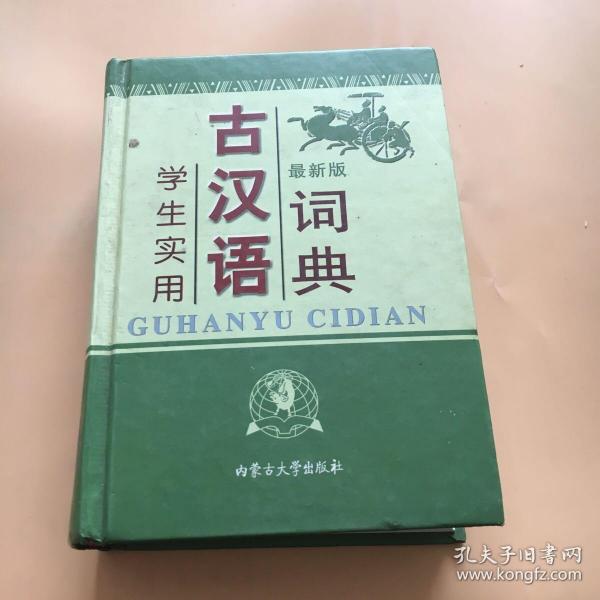 学生实用
古汉语
最新版
词典
GUHANYU CIDIAN
内蒙古大学出版社
孔夫子旧书网
www.kongfz.com